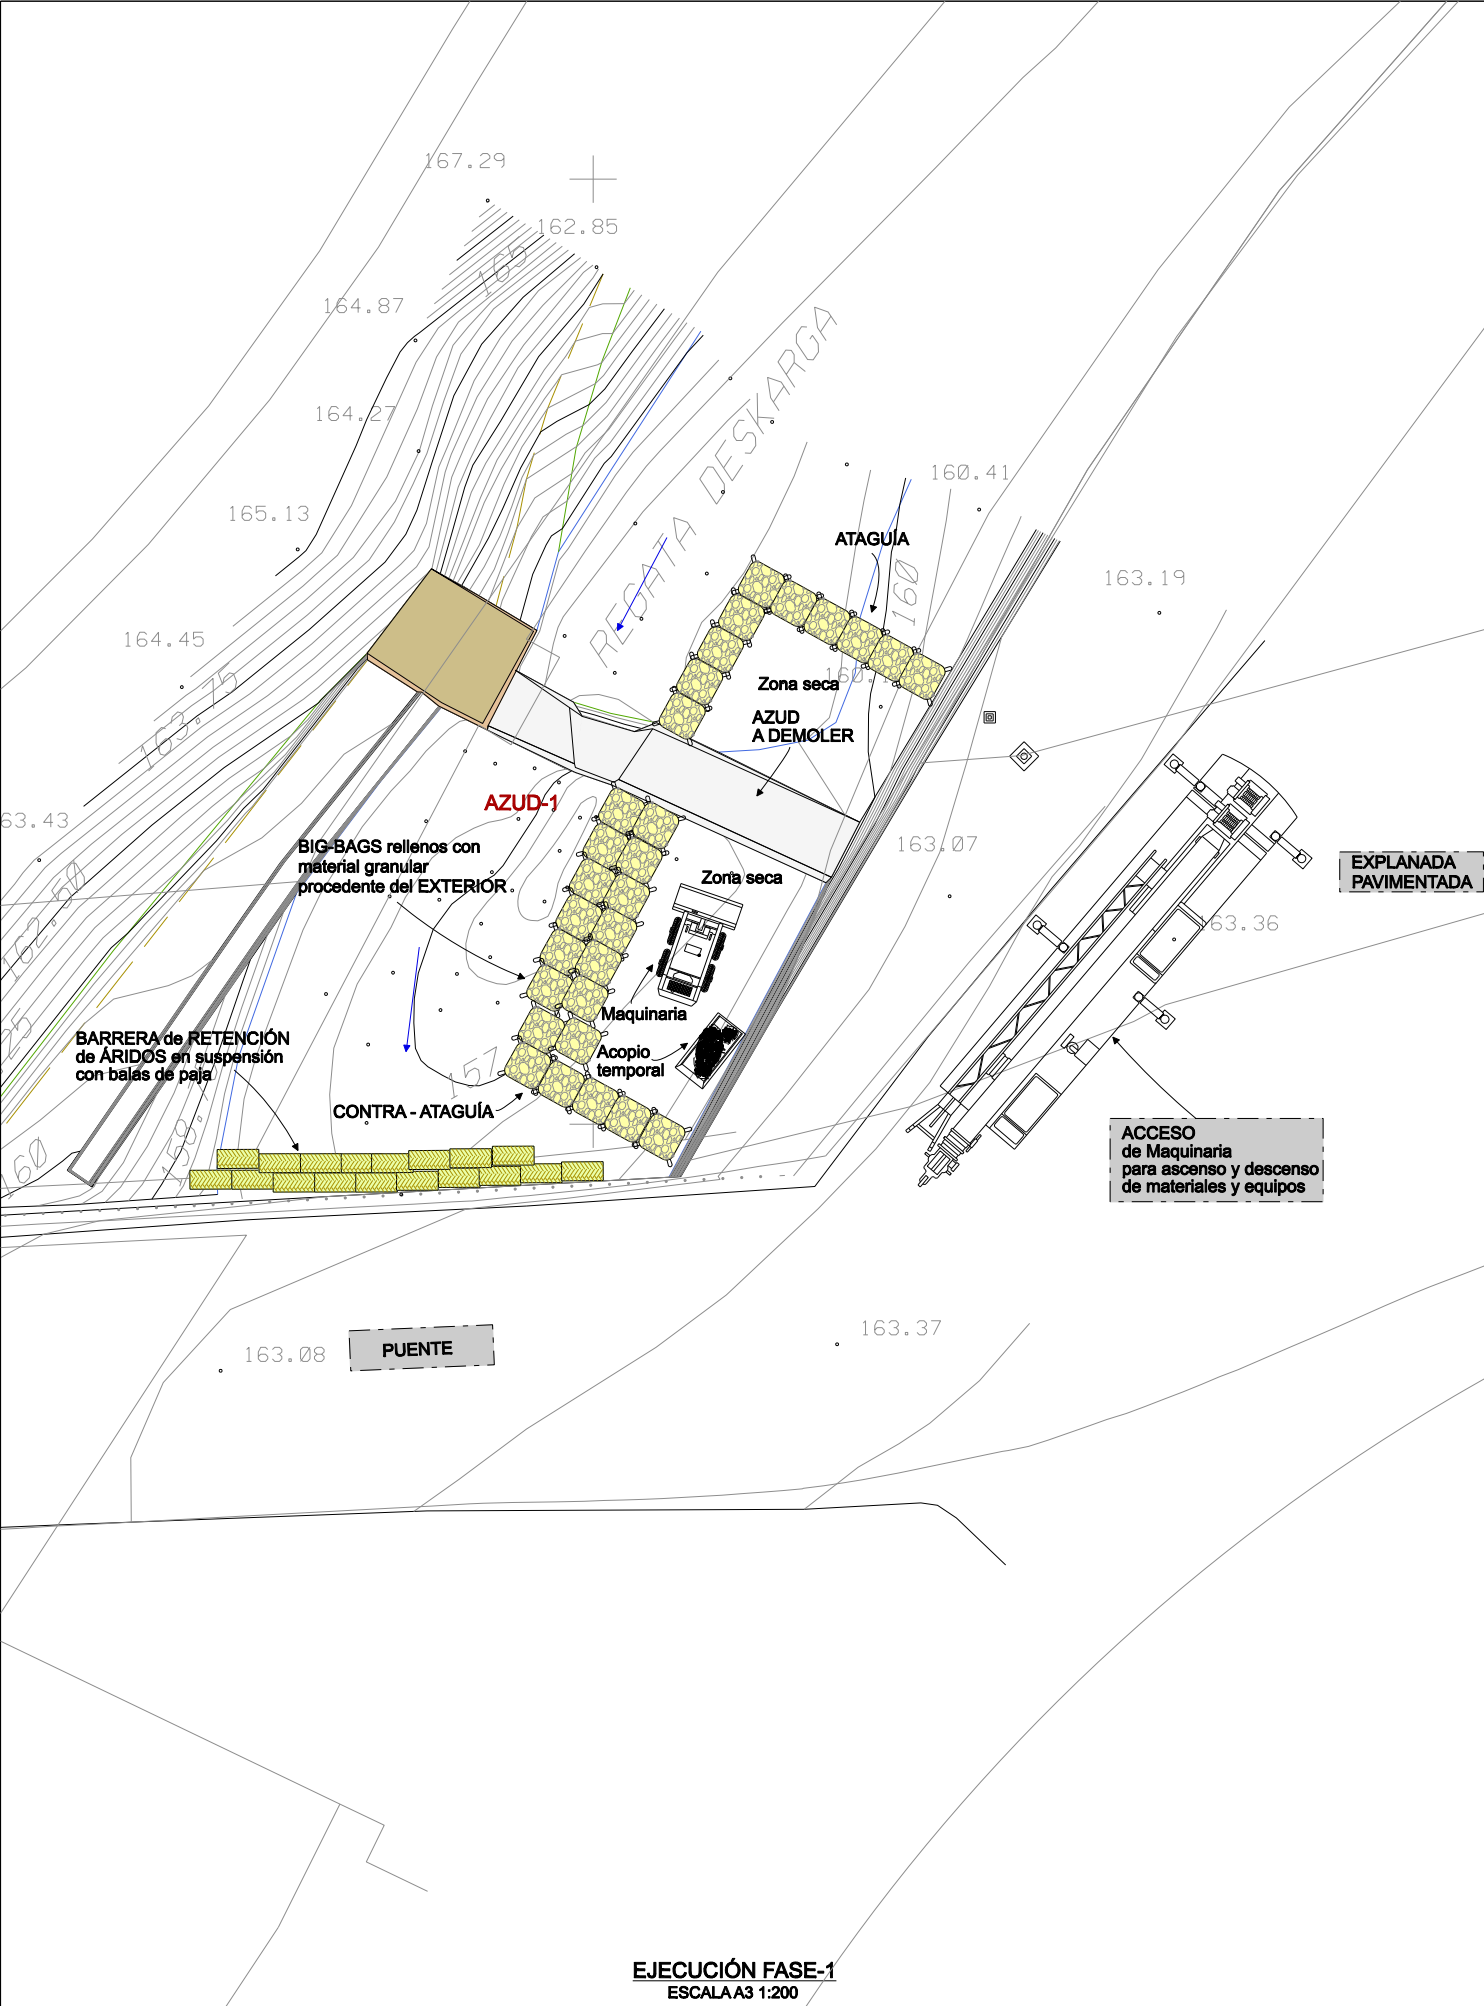 167.29
162.85
165
164.87
164.27
165.13
REGATA DESKARGA
160.41
ATAGUÍA
160
163.19
164.45
163.75
Zona seca
AZUD
A DEMOLER
AZUD-1
63.43
BIG-BAGS rellenos con
material granular
procedente del EXTERIOR
163.07
Zona seca
EXPLANADA
PAVIMENTADA
162.50
63.36
Maquinaria
BARRERA de RETENCIÓN
de ÁRIDOS en suspensión
con balas de paja
Acopio
temporal
157
CONTRA - ATAGUÍA
160
ACCESO
de Maquinaria
para ascenso y descenso
de materiales y equipos
163.37
PUENTE
163.08
EJECUCIÓN FASE-1
ESCALA A3 1:200